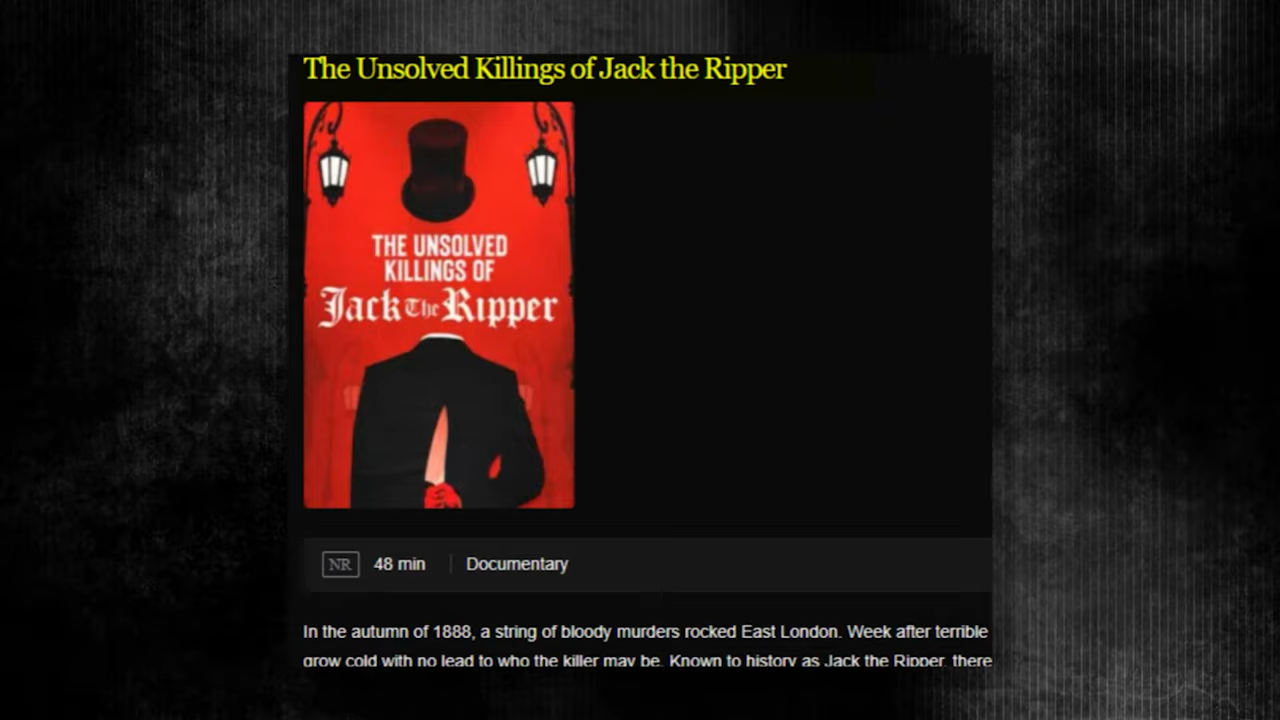 The Unsolved Killings of Jack the Ripper
THE UNSOLVED
KILLINGS OF
Jack The Ripper
NR 48 min Documentary
In the autumn of 1888, a string of bloody murders rocked East London. Week after terrible
grow cold with no lead to who the killer may be. Known to history as Jack the Ripper, there